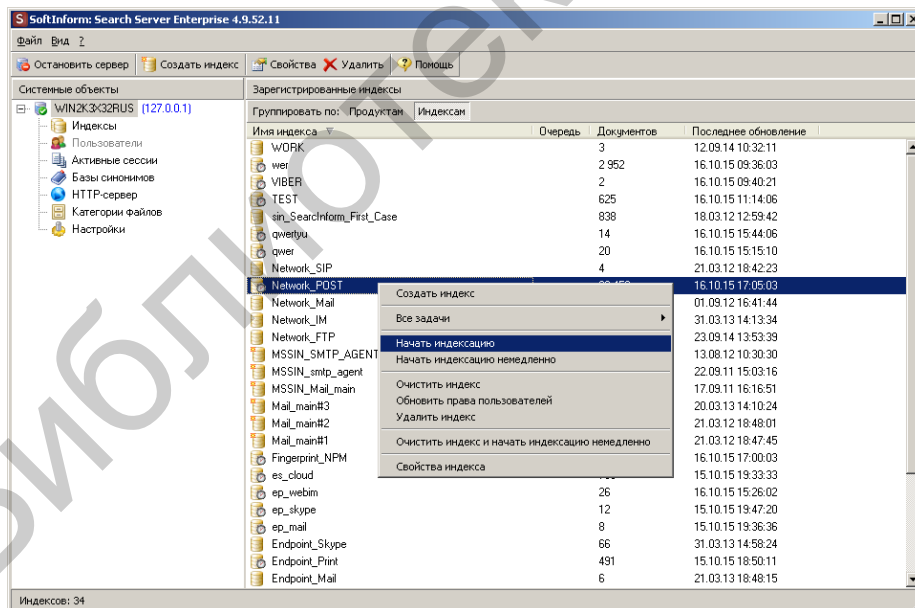 SoftInform: Search Server Enterprise 4.9.52.11
Файл Вид ?
Остановить сервер Создать индекс Свойства Удалить Помощь
Системные объекты
WIN2K3X32RUS (127.0.0.1)
Индексы
Пользователи
Активные сессии
Базы синонимов
HTTP-сервер
Категории файлов
Настройки
Зарегистрированные индексы
Группировать по: Продуктам Индексам
Имя индекса Очередь Документов Последнее обновление
WORK 3 12.09.14 10:32:11
wer 2 952 16.10.15 09:36:03
VIBER 2 16.10.15 09:40:21
TEST 625 16.10.15 11:14:06
sin_SearcInform_First_Case 838 18.03.12 12:59:42
qwertyu 14 16.10.15 15:44:06
qwer 20 16.10.15 15:15:10
Network_SIP 4 21.03.12 18:42:23
Network_POST 16.10.15 17:05:03
Network_Mail 01.09.12 16:41:44
Network_IM 31.03.13 14:13:34
Network_FTP 23.09.14 13:53:39
MSSIN_SMTP_AGENT 13.08.12 10:30:30
MSSIN_smtp_agent 22.09.11 15:03:16
MSSIN_Mail_main 17.09.11 16:16:51
Mail_main#3 20.03.13 14:10:24
Mail_main#2 21.03.12 18:48:01
Mail_main#1 21.03.12 18:47:45
Fingerprint_NPM 16.10.15 17:00:03
es_cloud 15.10.15 19:33:33
ep_webim 26 16.10.15 15:26:02
ep_skype 12 15.10.15 19:47:20
ep_mail 8 15.10.15 19:36:36
Endpoint_Skype 66 31.03.13 14:58:24
Endpoint_Print 491 15.10.15 18:50:11
Endpoint_Mail 6 21.03.13 18:48:15
Создать индекс
Все задачи
Начать индексацию
Начать индексацию немедленно
Очистить индекс
Обновить права пользователей
Удалить индекс
Очистить индекс и начать индексацию немедленно
Свойства индекса
Индексов: 34